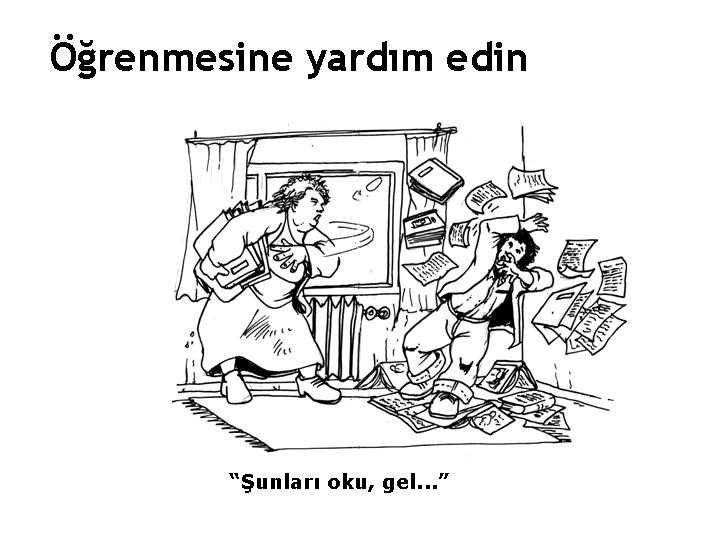 Öğrenmesine yardım edin
“Şunları oku, gel...”